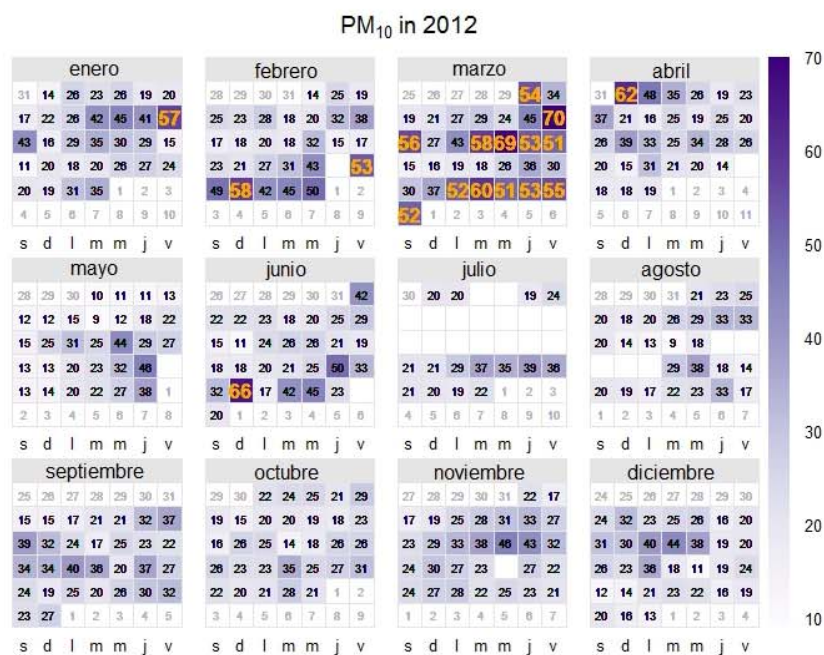 PM₁₀ in 2012
enero
31 14 26 23 26 19 20
17 22 26 42 45 41 57
43 16 29 35 30 29 15
11 20 18 20 26 27 24
20 19 31 35 1 2 3
4 5 6 7 8 9 10
s d l m m j v
febrero
28 29 30 31 14 25 19
25 23 28 18 19 32 38
17 18 20 18 32 15 17
23 21 27 31 43 53
49 58 42 45 50 1 2
3 4 5 6 7 8 9
s d l m m j v
marzo
25 26 27 28 29 54 34
19 21 27 29 24 45 70
56 27 43 58 69 53 51
15 16 19 18 26 36 30
30 37 52 60 51 53 55
52 1 2 3 4 5 6
s d l m m j v
abril
31 62 48 35 26 19 23
37 21 16 15 19 20 25
26 39 33 25 34 28 26
20 15 31 21 20 14
18 18 19 1 2 3 4
5 6 7 8 9 10 11
s d l m m j v
mayo
28 29 30 10 11 11 13
12 12 15 9 12 18 22
15 25 31 25 44 29 27
13 13 20 23 32 46
13 14 20 22 27 38 1
2 3 4 5 6 7 8
s d l m m j v
junio
26 27 28 29 30 31 42
22 22 23 18 20 25 29
15 11 24 26 26 21 19
18 18 20 21 25 50 33
32 66 17 42 45 23
20 1 2 3 4 5 6
s d l m m j v
julio
30 20 20 19 24
21 21 29 37 35 39 36
21 20 19 22 1 2 3
4 5 6 7 8 9 10
s d l m m j v
agosto
28 29 30 31 21 23 25
20 18 20 26 29 33 33
20 14 13 9 18
29 38 18 14
20 19 17 22 23 33 17
1 2 3 4 5 6 7
s d l m m j v
septiembre
25 26 27 28 29 30 31
15 15 17 21 21 32 37
39 32 24 17 25 23 22
34 34 40 36 20 37 27
24 19 25 24 26 30 32
23 27 1 2 3 4 5
s d l m m j v
octubre
29 30 22 24 25 21 29
19 15 20 20 19 18 23
16 26 25 14 18 26 26
26 23 23 35 25 27 31
22 20 21 28 21 1 2
3 4 5 6 7 8 9
s d l m m j v
noviembre
27 28 29 30 31 22 17
17 19 25 28 31 33 27
23 29 33 38 46 43 32
24 30 27 23 27 22
24 27 28 22 25 23 21
1 2 3 4 5 6 7
s d l m m j v
diciembre
24 25 26 27 28 29 30
24 32 23 25 26 16 20
31 30 40 44 38 16 20
20 23 36 18 11 19 24
12 14 21 23 22 16 19
20 16 13 1 2 3 4
s d l m m j v
70
60
50
40
30
20
10